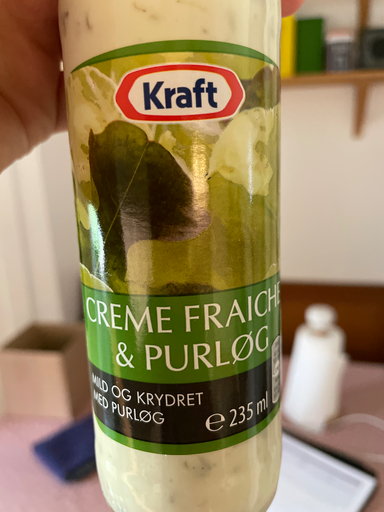 Kraft
CREME FRAICHE
& PURLØG
MILD OG KRYDRET
MED PURLØG
℮ 235 ml